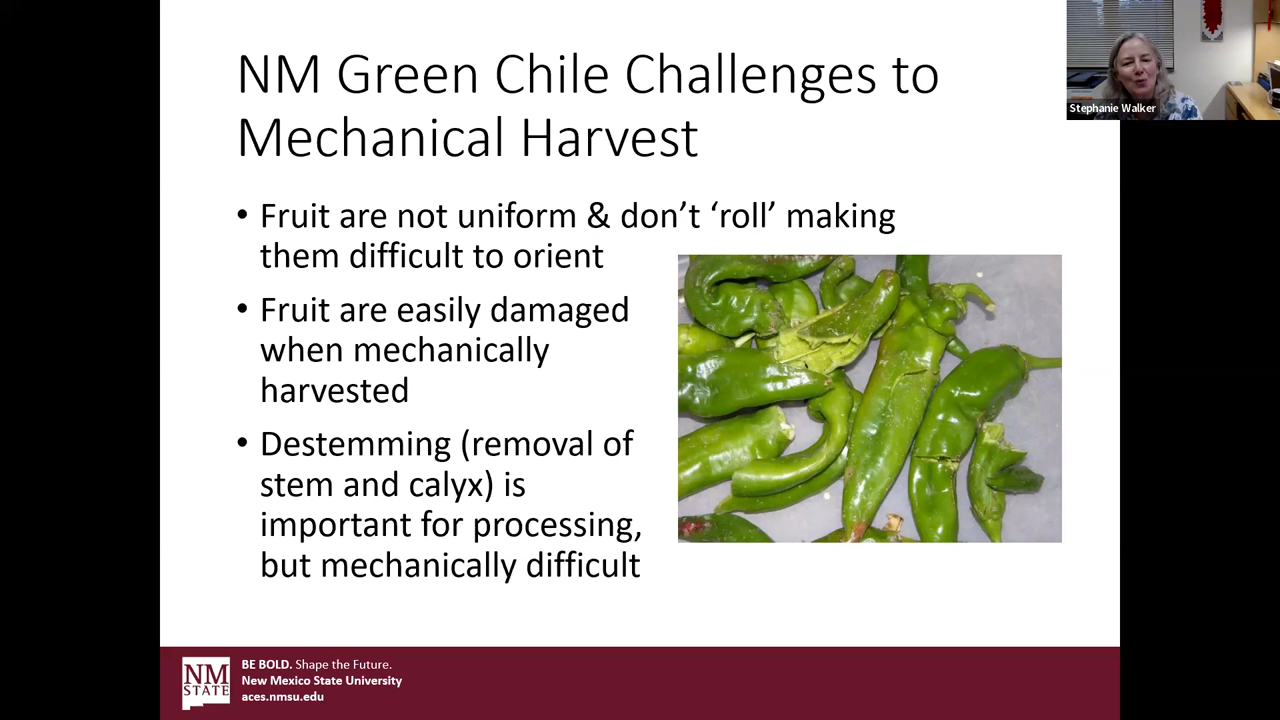 NM Green Chile Challenges to
Mechanical Harvest
Stephanie Walker
• Fruit are not uniform & don’t ‘roll’ making
them difficult to orient
• Fruit are easily damaged
when mechanically
harvested
• Destemming (removal of
stem and calyx) is
important for processing,
but mechanically difficult
NM
STATE
BE BOLD. Shape the Future.
New Mexico State University
aces.nmsu.edu